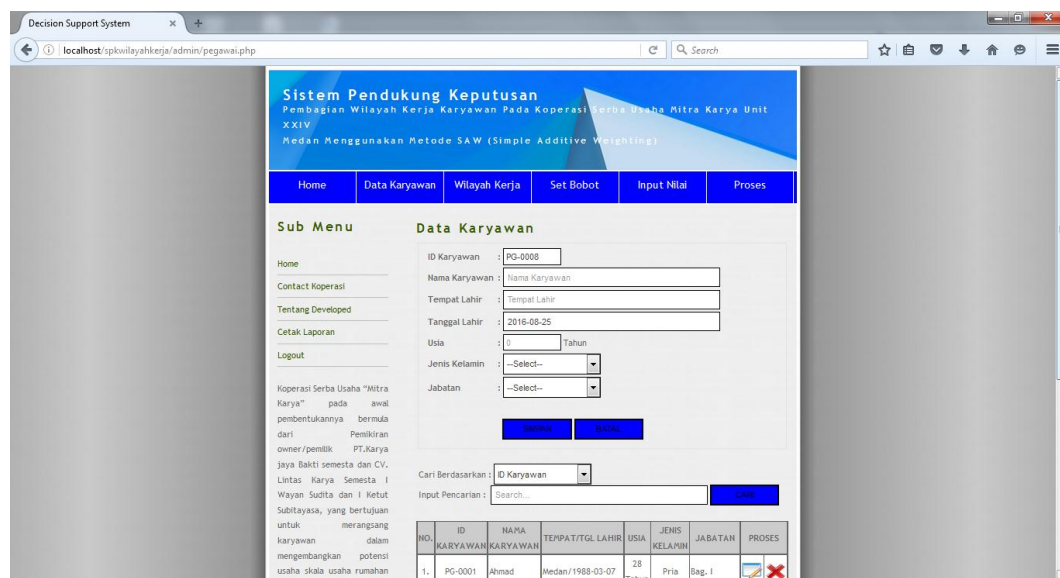 Decision Support System
localhost/spkwilayahkerja/admin/pegawai.php
Search
Sistem Pendukung Keputusan
Pembagian Wilayah Kerja Karyawan Pada Koperasi Serba Usaha Mitra Karya Unit
XXIV
Medan Menggunakan Metode SAW (Simple Additive Weighting)
Home Data Karyawan Wilayah Kerja Set Bobot Input Nilai Proses
Sub Menu
Home
Contact Koperasi
Tentang Developed
Cetak Laporan
Logout
Koperasi Serba Usaha "Mitra
Karya" pada awal
pembentukannya bermula
dari Pemikiran
owner/pemilik PT.Karya
jaya Bakti semesta dan CV.
Lintas Karya Semesta I
Wayan Sudita dan I Ketut
Subitayasa, yang bertujuan
untuk merangsang
karyawan dalam
mengembangkan potensi
usaha skala usaha rumahan
Data Karyawan
ID Karyawan : PG-0008
Nama Karyawan : Nama Karyawan
Tempat Lahir : Tempat Lahir
Tanggal Lahir : 2016-08-25
Usia : 0 Tahun
Jenis Kelamin : --Select--
Jabatan : --Select--
SIMPAN BATAL
Cari Berdasarkan : ID Karyawan
Input Pencarian : Search... CARI
NO. ID KARYAWAN NAMA KARYAWAN TEMPAT/TGL LAHIR USIA JENIS KELAMIN JABATAN PROSES
1. PG-0001 Ahmad Medan/1988-03-07 28 Tahun Pria Bag. I